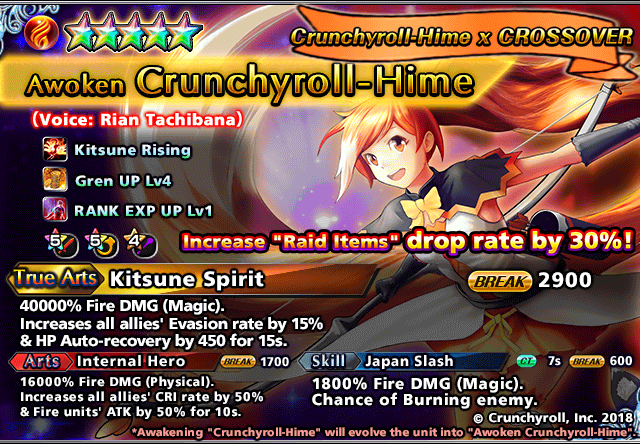 Crunchyroll-Hime x CROSSOVER
Awoken Crunchyroll-Hime
(Voice: Rian Tachibana)
Kitsune Rising
Gren UP Lv4
RANK EXP UP Lv1
5 5 4
Increase "Raid Items" drop rate by 30%!
True Arts Kitsune Spirit BREAK 2900
40000% Fire DMG (Magic).
Increases all allies' Evasion rate by 15%
& HP Auto-recovery by 450 for 15s.
Arts Internal Hero BREAK 1700
16000% Fire DMG (Physical).
Increases all allies' CRI rate by 50%
& Fire units' ATK by 50% for 10s.
Skill Japan Slash CT 7s BREAK 600
1800% Fire DMG (Magic).
Chance of Burning enemy.
© Crunchyroll, Inc. 2018
*Awakening "Crunchyroll-Hime" will evolve the unit into "Awoken Crunchyroll-Hime".